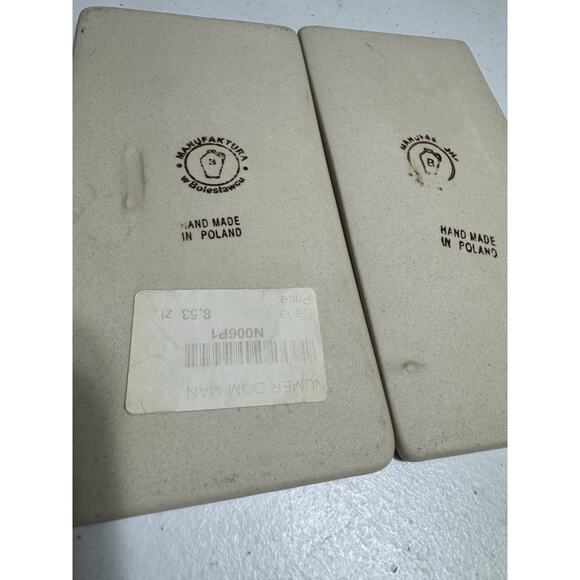 MANUFAKTURA
B
w Bolesławcu
HAND MADE
IN POLAND
NUMER DOM MAN
N006P1
Cena 8,53 zł
Price
B
HAND MADE
IN POLAND